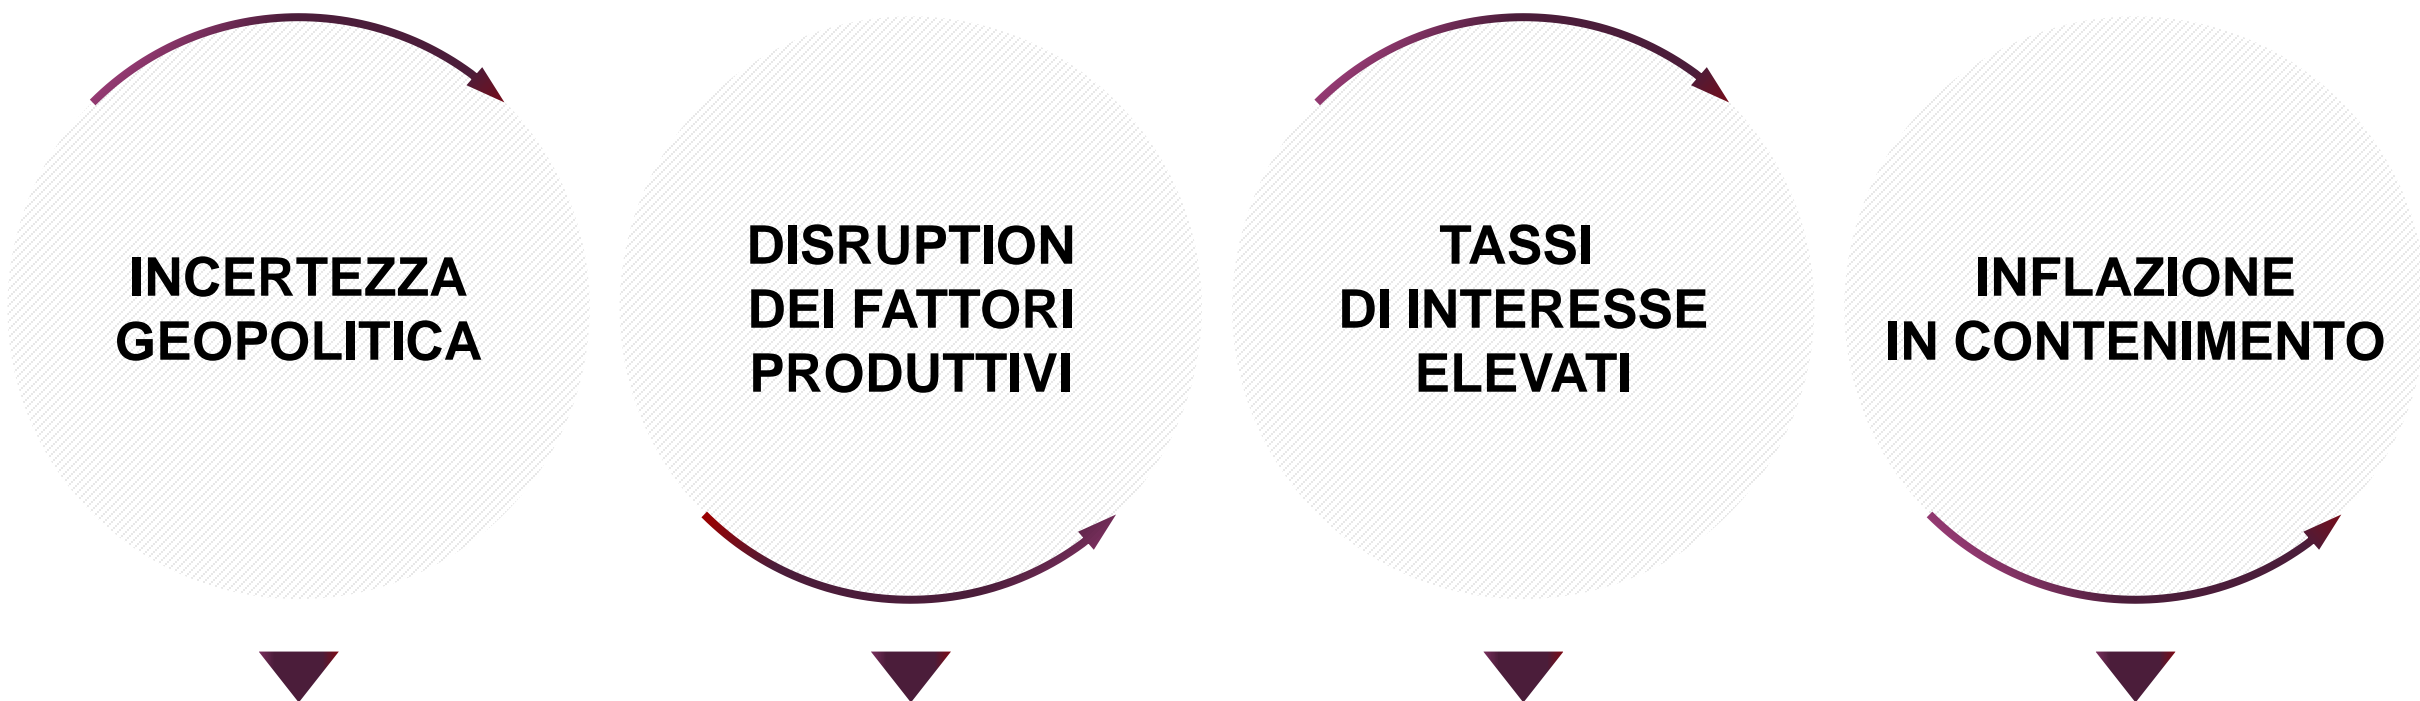 INCERTEZZA
GEOPOLITICA
DISRUPTION
DEI FATTORI
PRODUTTIVI
TASSI
DI INTERESSE
ELEVATI
INFLAZIONE
IN CONTENIMENTO